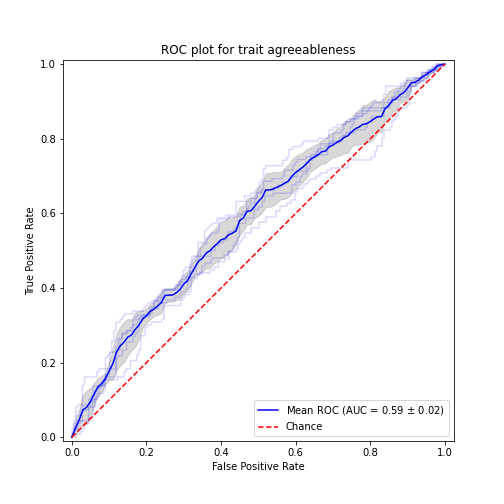 ROC plot for trait agreeableness
1.0
0.8
0.6
0.4
0.2
0.0
True Positive Rate
Mean ROC (AUC = 0.59 ± 0.02)
Chance
0.0 0.2 0.4 0.6 0.8 1.0
False Positive Rate